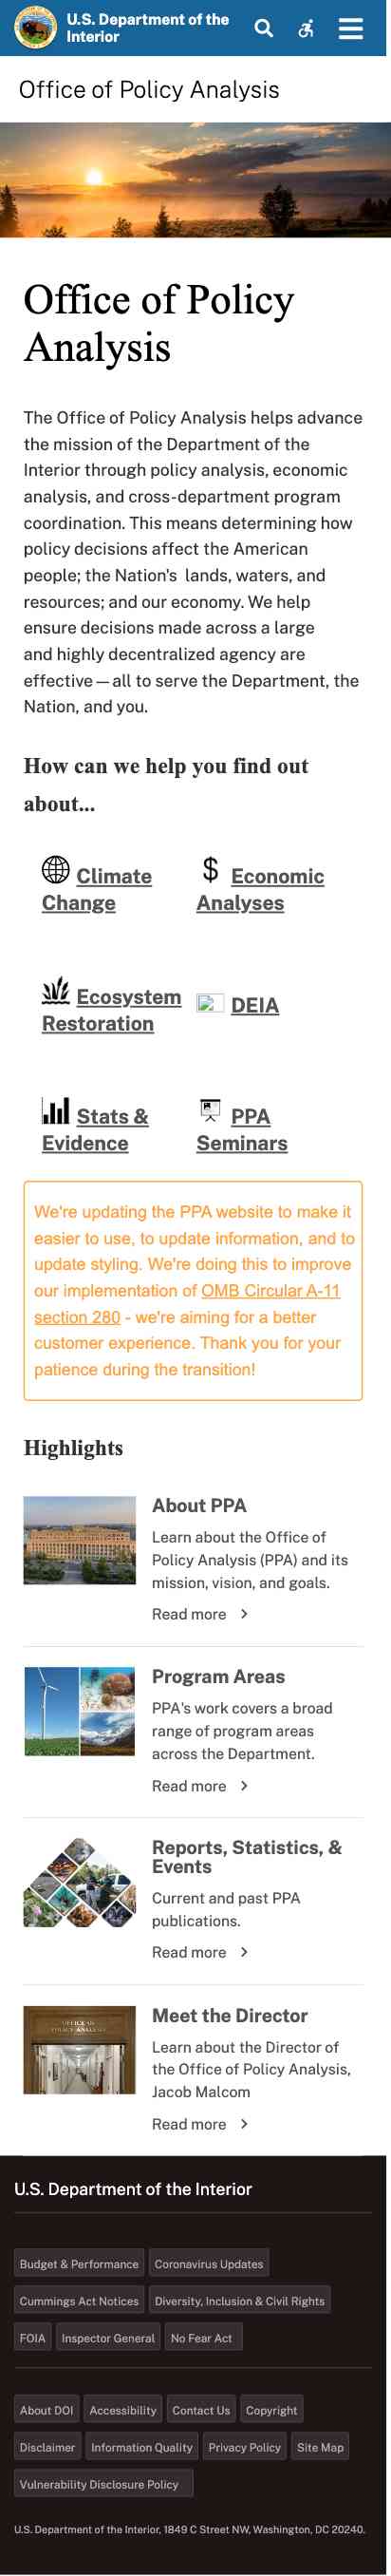 U.S. Department of the
Interior
Office of Policy Analysis
Office of Policy
Analysis
The Office of Policy Analysis helps advance
the mission of the Department of the
Interior through policy analysis, economic
analysis, and cross-department program
coordination. This means determining how
policy decisions affect the American
people; the Nation's lands, waters, and
resources; and our economy. We help
ensure decisions made across a large
and highly decentralized agency are
effective — all to serve the Department, the
Nation, and you.
How can we help you find out
about...
Climate
Change
$ Economic
Analyses
Ecosystem
Restoration
DEIA
Stats &
Evidence
PPA
Seminars
We're updating the PPA website to make it
easier to use, to update information, and to
update styling. We're doing this to improve
our implementation of OMB Circular A-11
section 280 - we're aiming for a better
customer experience. Thank you for your
patience during the transition!
Highlights
About PPA
Learn about the Office of
Policy Analysis (PPA) and its
mission, vision, and goals.
Read more
Program Areas
PPA's work covers a broad
range of program areas
across the Department.
Read more
Reports, Statistics, &
Events
Current and past PPA
publications.
Read more
OFFICE OF
POLICY ANALYSIS
Meet the Director
Learn about the Director of
the Office of Policy Analysis,
Jacob Malcom
Read more
U.S. Department of the Interior
Budget & Performance Coronavirus Updates
Cummings Act Notices Diversity, Inclusion & Civil Rights
FOIA Inspector General No Fear Act
About DOI Accessibility Contact Us Copyright
Disclaimer Information Quality Privacy Policy Site Map
Vulnerability Disclosure Policy
U.S. Department of the Interior, 1849 C Street NW, Washington, DC 20240.